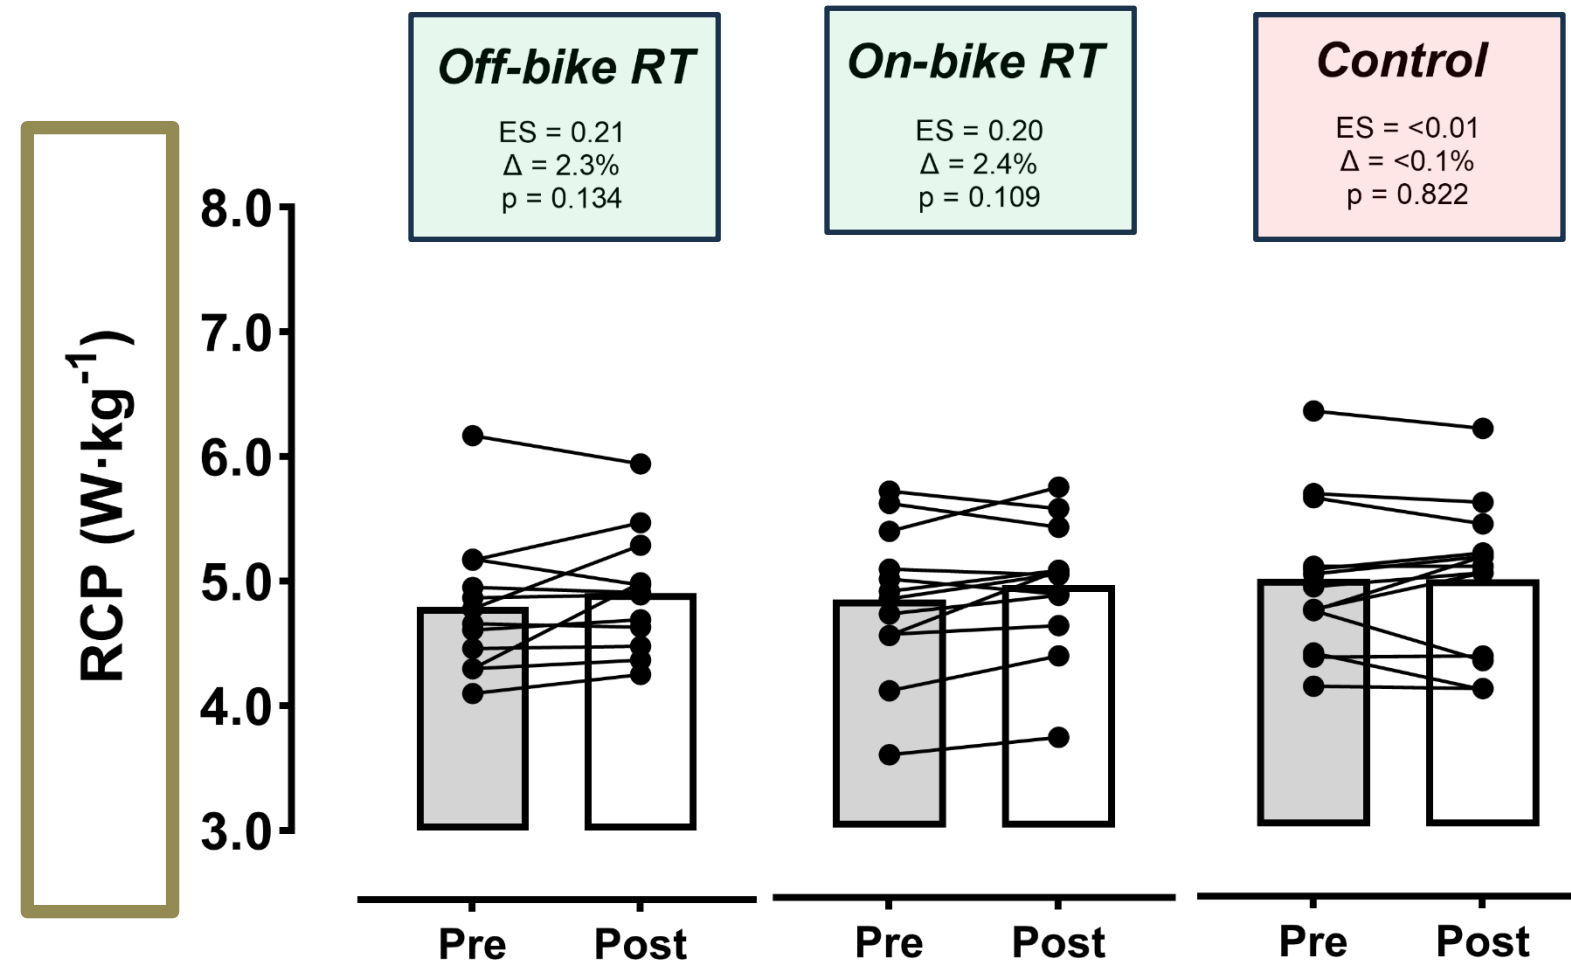 Off-bike RT
ES = 0.21
Δ = 2.3%
p = 0.134
On-bike RT
ES = 0.20
Δ = 2.4%
p = 0.109
Control
ES = <0.01
Δ = <0.1%
p = 0.822
RCP (W·kg⁻¹)
8.0
7.0
6.0
5.0
4.0
3.0
Pre Post
Pre Post
Pre Post